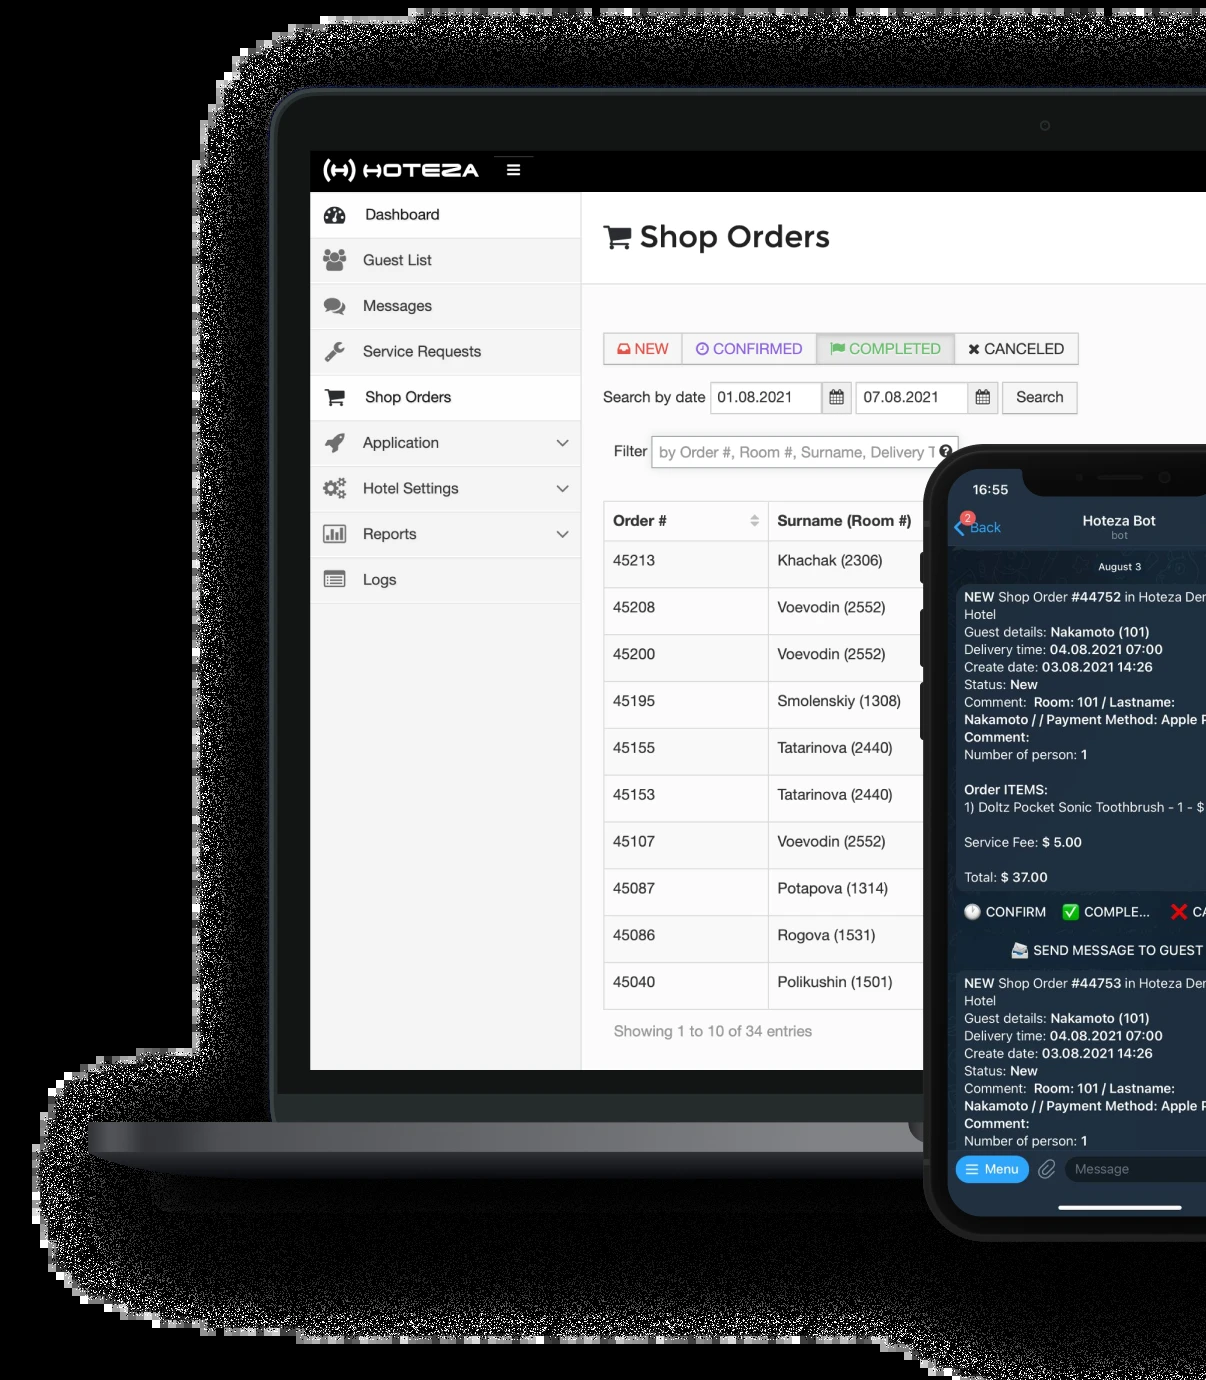 HOTEZA
Dashboard
Guest List
Messages
Service Requests
Shop Orders
Application
Hotel Settings
Reports
Logs
Shop Orders
NEW CONFIRMED COMPLETED CANCELED
Search by date 01.08.2021 07.08.2021 Search
Filter by Order #, Room #, Surname, Delivery
Order # Surname (Room #)
45213 Khachak (2306)
45208 Voevodin (2552)
45200 Voevodin (2552)
45195 Smolenskiy (1308)
45155 Tatarinova (2440)
45153 Tatarinova (2440)
45107 Voevodin (2552)
45087 Potapova (1314)
45086 Rogova (1531)
45040 Polikushin (1501)
Showing 1 to 10 of 34 entries
16:55
2
Back
Hoteza Bot
bot
August 3
NEW Shop Order #44752 in Hoteza
Hotel
Guest details: Nakamoto (101)
Delivery time: 04.08.2021 07:00
Create date: 03.08.2021 14:26
Status: New
Comment: Room: 101 / Lastname:
Nakamoto / / Payment Method: Apple
Comment:
Number of person: 1
Order ITEMS:
1) Doltz Pocket Sonic Toothbrush - 1 - $
Service Fee: $ 5.00
Total: $ 37.00
CONFIRM COMPLE...
SEND MESSAGE TO GUEST
NEW Shop Order #44753 in Hoteza
Hotel
Guest details: Nakamoto (101)
Delivery time: 04.08.2021 07:00
Create date: 03.08.2021 14:26
Status: New
Comment: Room: 101 / Lastname:
Nakamoto / / Payment Method: Apple
Comment:
Number of person: 1
Menu Message